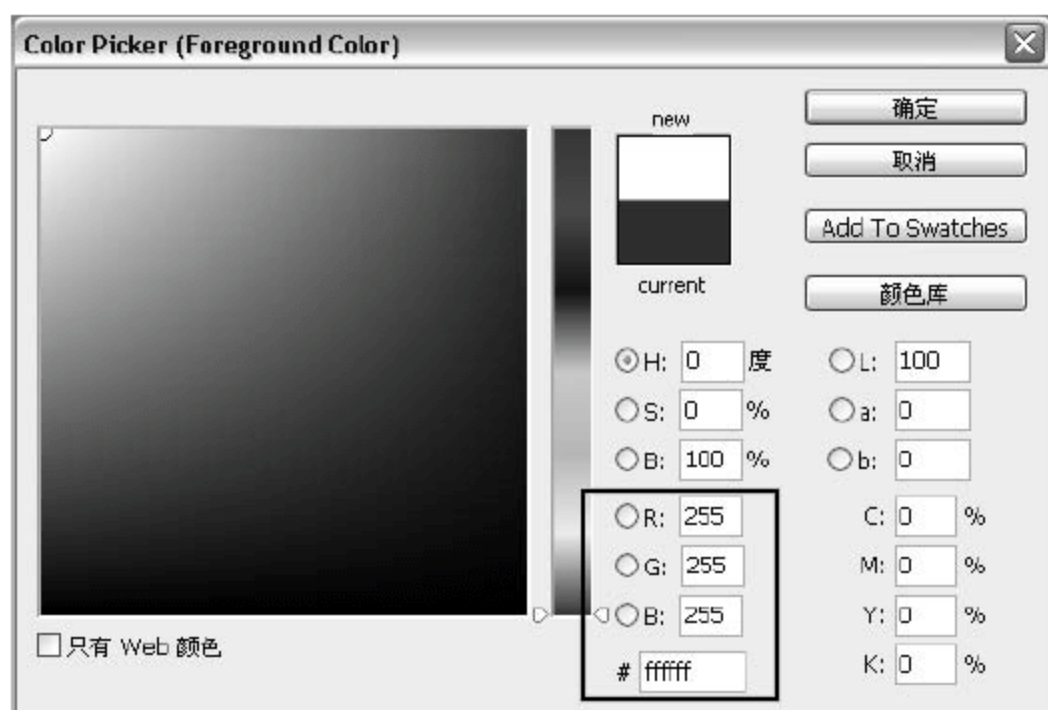 Color Picker (Foreground Color)
new
current
确定
取消
Add To Swatches
颜色库
H: 0 度
S: 0 %
B: 100 %
R: 255
G: 255
B: 255
# ffffff
L: 100
a: 0
b: 0
C: 0 %
M: 0 %
Y: 0 %
K: 0 %
只有 Web 颜色